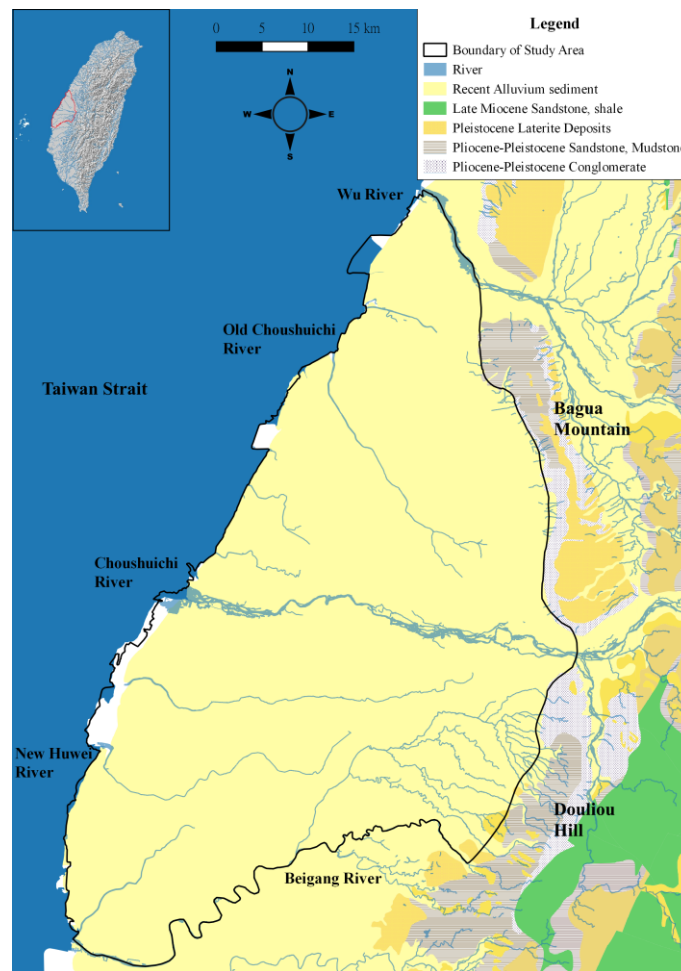 Legend
Boundary of Study Area
River
Recent Alluvium sediment
Late Miocene Sandstone, shale
Pleistocene Laterite Deposits
Pliocene-Pleistocene Sandstone, Mudstone
Pliocene-Pleistocene Conglomerate
0 5 10 15 km
N
W E
S
Wu River
Old Choushuichi
River
Taiwan Strait
Bagua
Mountain
Choushuichi
River
New Huwei
River
Douliou
Hill
Beigang River